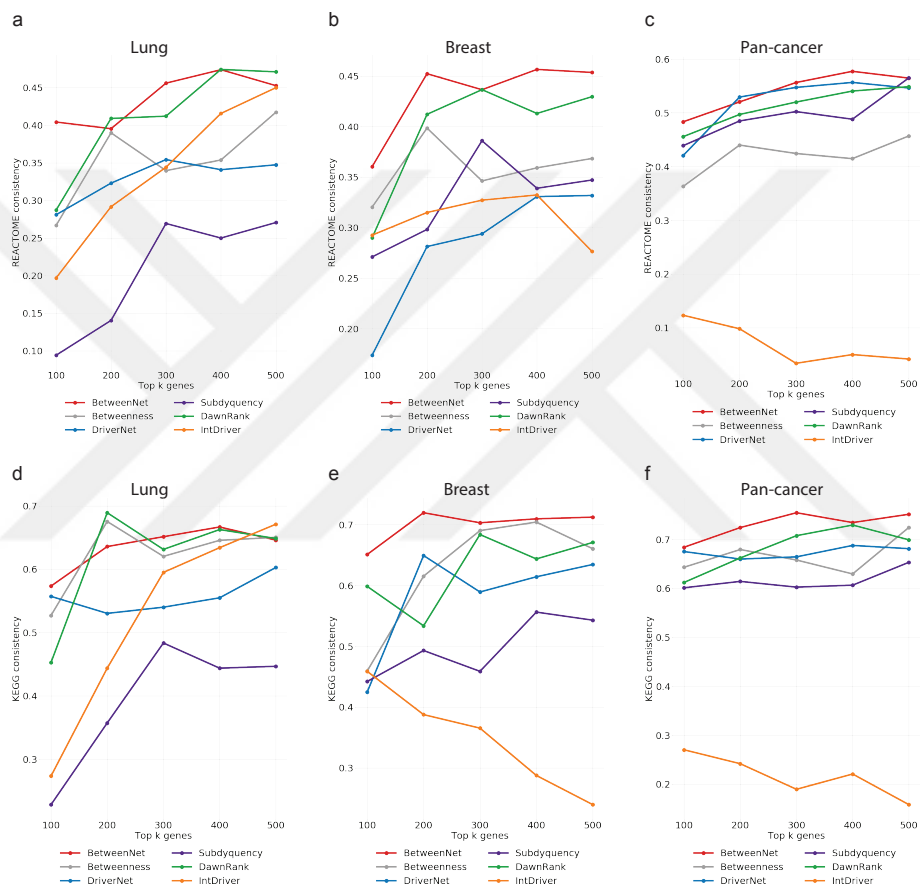 a
Lung
REACTOME consistency
0.45
0.40
0.35
0.30
0.25
0.20
0.15
0.10
100 200 300 400 500
Top k genes
BetweenNet Subdyquency
Betweenness DawnRank
DriverNet IntDriver
b
Breast
REACTOME consistency
0.45
0.40
0.35
0.30
0.25
0.20
100 200 300 400 500
Top k genes
BetweenNet Subdyquency
Betweenness DawnRank
DriverNet IntDriver
c
Pan-cancer
REACTOME consistency
0.6
0.5
0.4
0.3
0.2
0.1
100 200 300 400 500
Top k genes
BetweenNet Subdyquency
Betweenness DawnRank
DriverNet IntDriver
d
Lung
KEGG consistency
0.7
0.6
0.5
0.4
0.3
100 200 300 400 500
Top k genes
BetweenNet Subdyquency
Betweenness DawnRank
DriverNet IntDriver
e
Breast
KEGG consistency
0.7
0.6
0.5
0.4
0.3
100 200 300 400 500
Top k genes
BetweenNet Subdyquency
Betweenness DawnRank
DriverNet IntDriver
f
Pan-cancer
KEGG consistency
0.7
0.6
0.5
0.4
0.3
0.2
100 200 300 400 500
Top k genes
BetweenNet Subdyquency
Betweenness DawnRank
DriverNet IntDriver